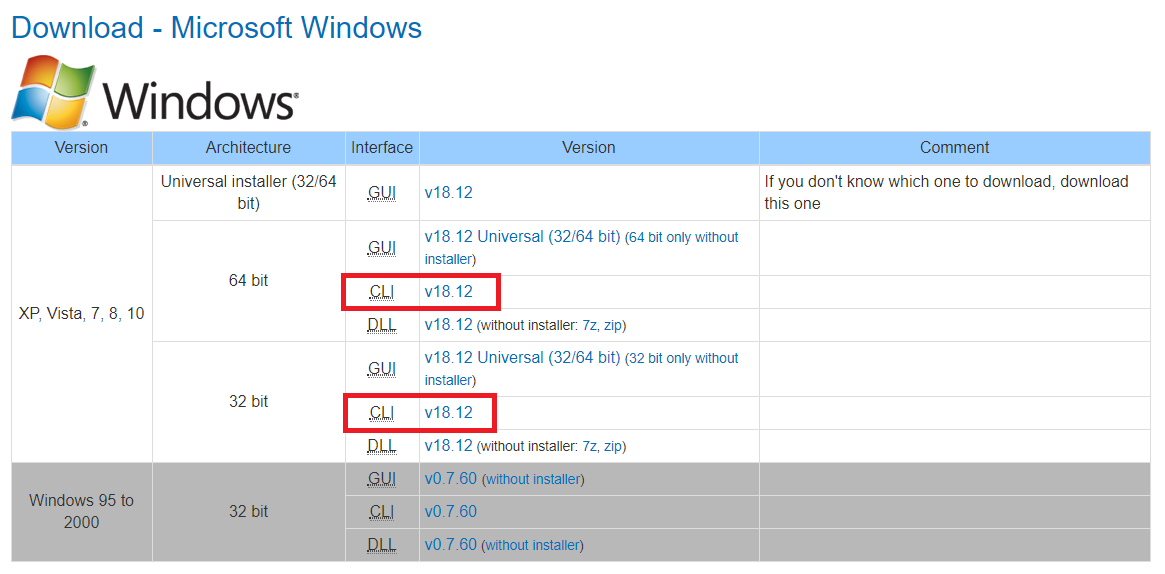 Download - Microsoft Windows
Windows®
Version Architecture Interface Version Comment
XP, Vista, 7, 8, 10
Universal installer (32/64
bit)
GUI v18.12
If you don't know which one to download, download
this one
64 bit
GUI
v18.12 Universal (32/64 bit) (64 bit only without
installer)
CLI v18.12
DLL v18.12 (without installer: 7z, zip)
32 bit
GUI
v18.12 Universal (32/64 bit) (32 bit only without
installer)
CLI v18.12
DLL v18.12 (without installer: 7z, zip)
Windows 95 to
2000
32 bit
GUI v0.7.60 (without installer)
CLI v0.7.60
DLL v0.7.60 (without installer)